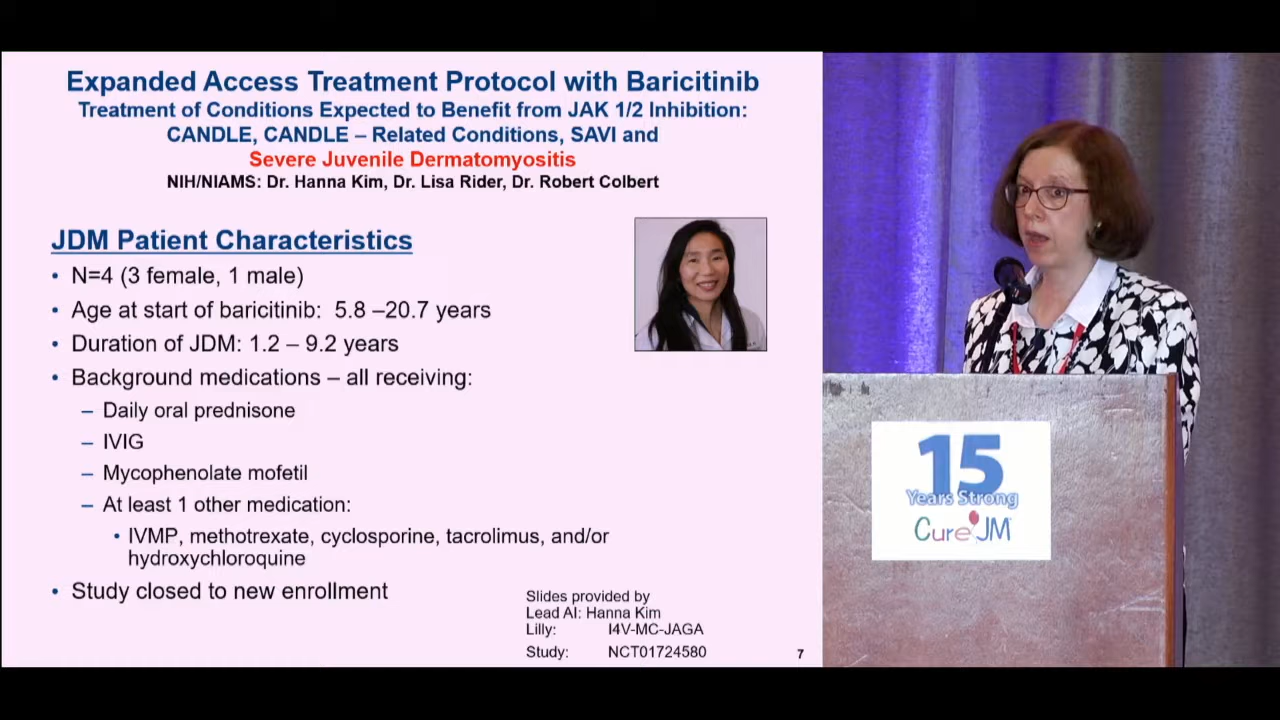 Expanded Access Treatment Protocol with Baricitinib
Treatment of Conditions Expected to Benefit from JAK 1/2 Inhibition:
CANDLE, CANDLE – Related Conditions, SAVI and
Severe Juvenile Dermatomyositis
NIH/NIAMS: Dr. Hanna Kim, Dr. Lisa Rider, Dr. Robert Colbert
JDM Patient Characteristics
• N=4 (3 female, 1 male)
• Age at start of baricitinib: 5.8 –20.7 years
• Duration of JDM: 1.2 – 9.2 years
• Background medications – all receiving:
– Daily oral prednisone
– IVIG
– Mycophenolate mofetil
– At least 1 other medication:
• IVMP, methotrexate, cyclosporine, tacrolimus, and/or
hydroxychloroquine
• Study closed to new enrollment
Slides provided by
Lead AI: Hanna Kim
Lilly: I4V-MC-JAGA
Study: NCT01724580
7
15
Years Strong
Cure JM